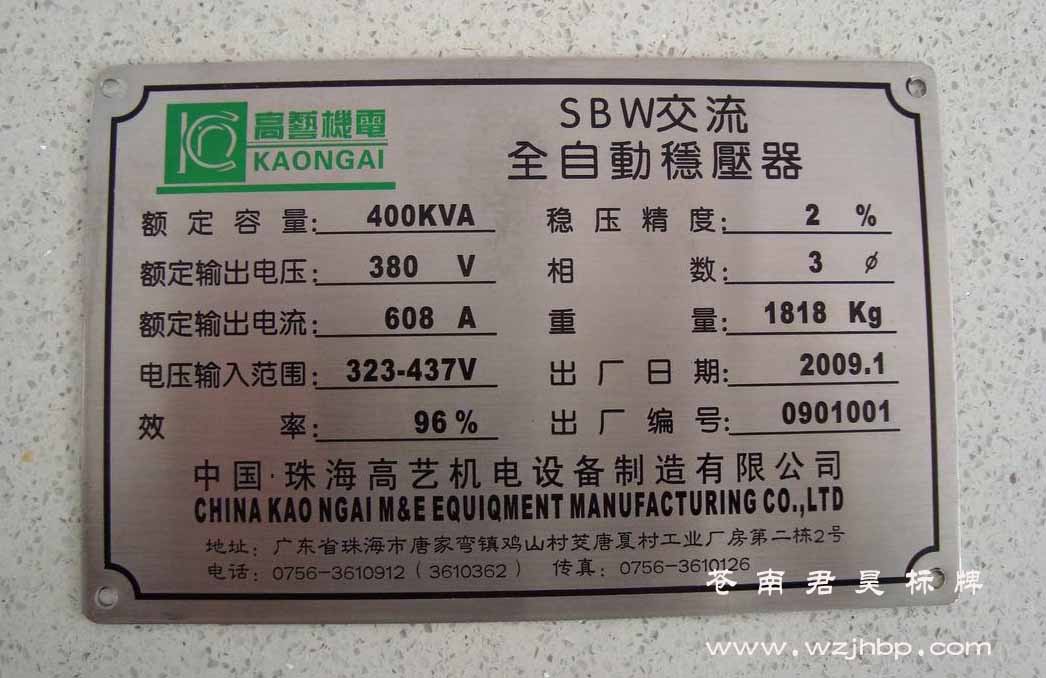 高藝機電
KAONGAI
SBW交流
全自動穩壓器
额定容量: 400KVA 稳压精度: 2 %
额定输出电压: 380 V 相数: 3 ∅
额定输出电流: 608 A 重量: 1818 Kg
电压输入范围: 323-437V 出厂日期: 2009.1
效率: 96% 出厂编号: 0901001
中国·珠海高艺机电设备制造有限公司
CHINA KAO NGAI M&E EQUIQMENT MANUFACTURING CO.,LTD
地址: 广东省珠海市唐家弯镇鸡山村茭唐夏村工业厂房第二栋2号
电话: 0756-3610912（3610362） 传真: 0756-3610126
苍南君昊标牌
www.wzjhbp.com